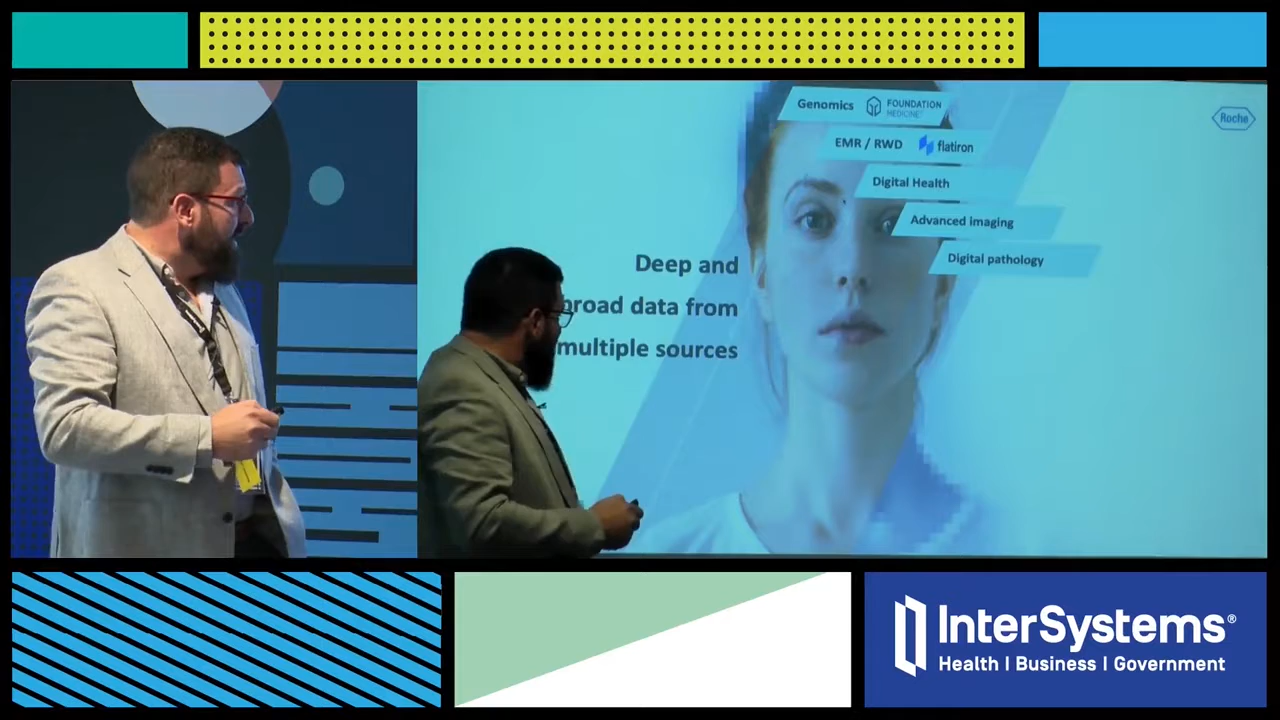 Genomics FOUNDATION
MEDICINE®
EMR / RWD flatiron
Digital Health
Advanced imaging
Digital pathology
Roche
Deep and
broad data from
multiple sources
InterSystems®
Health | Business | Government